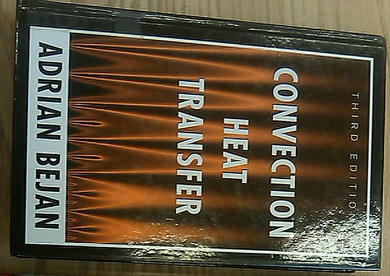 THIRD EDITION
CONVECTION
HEAT
TRANSFER
ADRIAN BEJAN